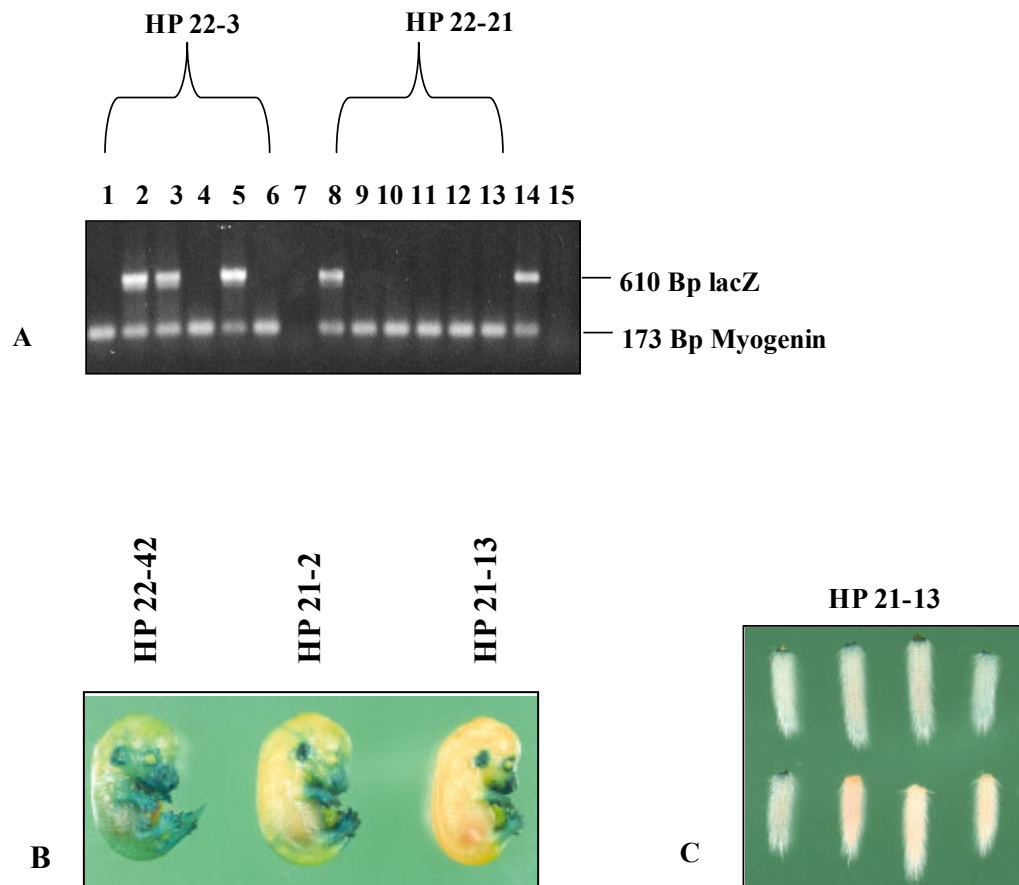 HP 22-3 HP 22-21
1 2 3 4 5 6 7 8 9 10 11 12 13 14 15
610 Bp lacZ
173 Bp Myogenin
A
HP 22-42
HP 21-2
HP 21-13
B
HP 21-13
C